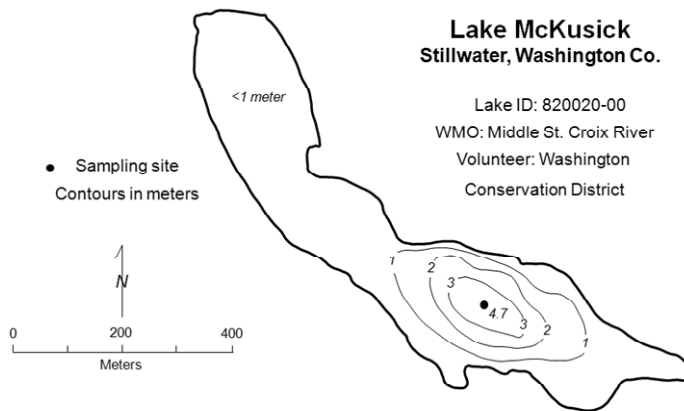 Lake McKusick
Stillwater, Washington Co.
Lake ID: 820020-00
WMO: Middle St. Croix River
Volunteer: Washington
Conservation District
<1 meter
Sampling site
Contours in meters
N
0 200 400
Meters
1
2
3
4.7
3
2
1